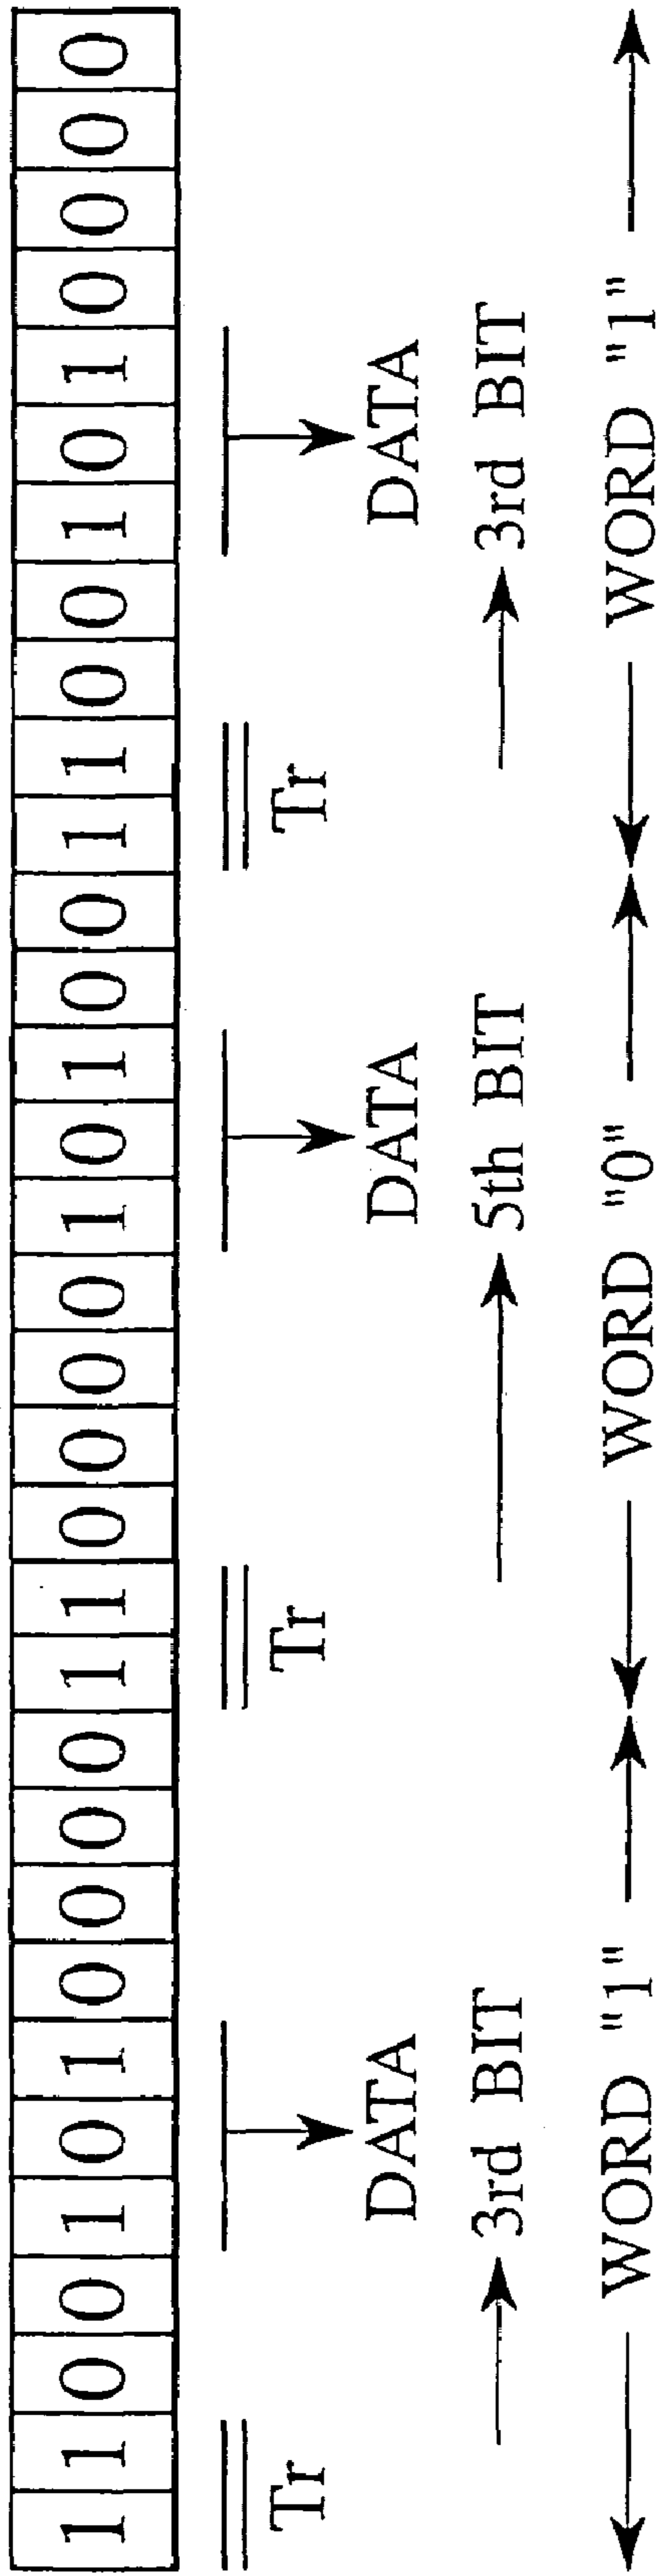 1 1 0 0 1 0 1 0 0 0 0 1 1 0 0 0 0 1 0 1 0 0 1 1 0 0 1 0 1 0 0 0 0
Tr Tr Tr
DATA DATA DATA
3rd BIT 5th BIT 3rd BIT
WORD "1" WORD "0" WORD "1"